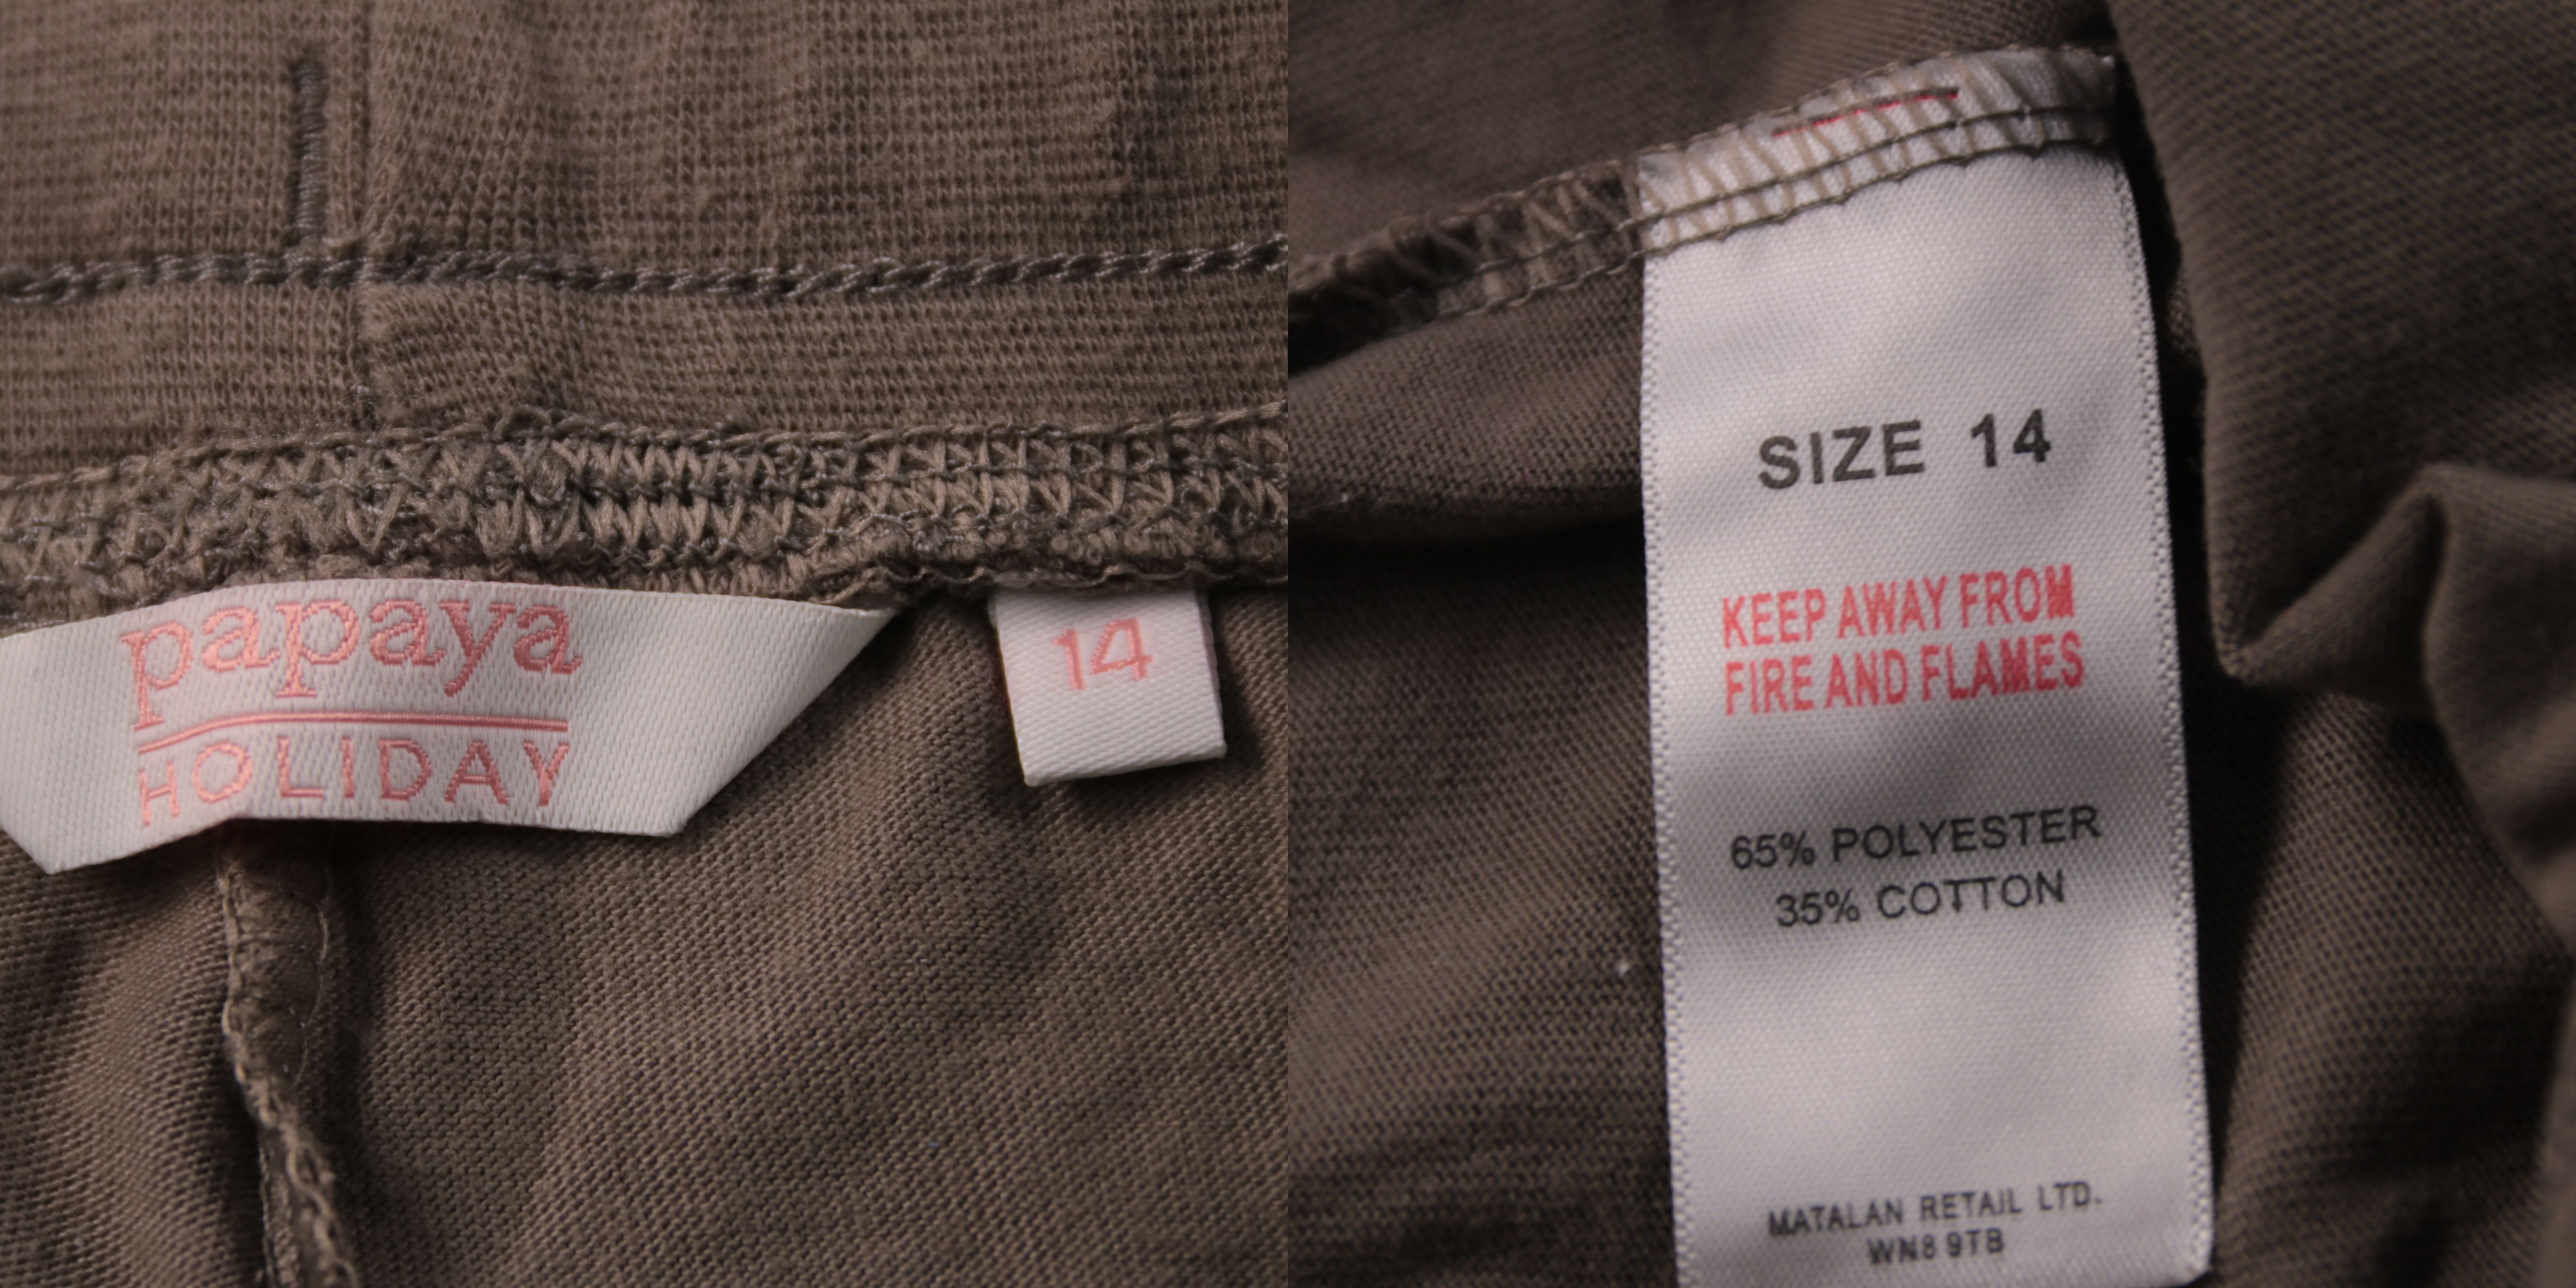 papaya
HOLIDAY
14
SIZE 14
KEEP AWAY FROM
FIRE AND FLAMES
65% POLYESTER
35% COTTON
MATALAN RETAIL LTD.
WN8 9TB